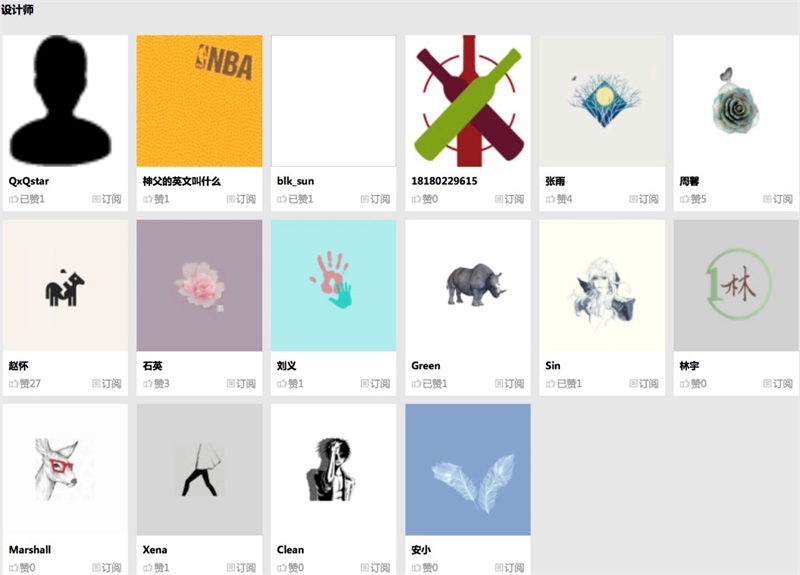 设计师
NBA
QxQstar
已赞1 订阅
神父的英文叫什么
赞1 订阅
blk_sun
已赞1 订阅
18180229615
赞0 订阅
张雨
赞4 订阅
周馨
赞5 订阅
英
1林
赵怀
赞27 订阅
石英
赞3 订阅
刘义
赞1 订阅
Green
已赞1 订阅
Sin
已赞1 订阅
林宇
赞0 订阅
Marshall
赞0 订阅
Xena
赞1 订阅
Clean
赞0 订阅
安小
赞0 订阅